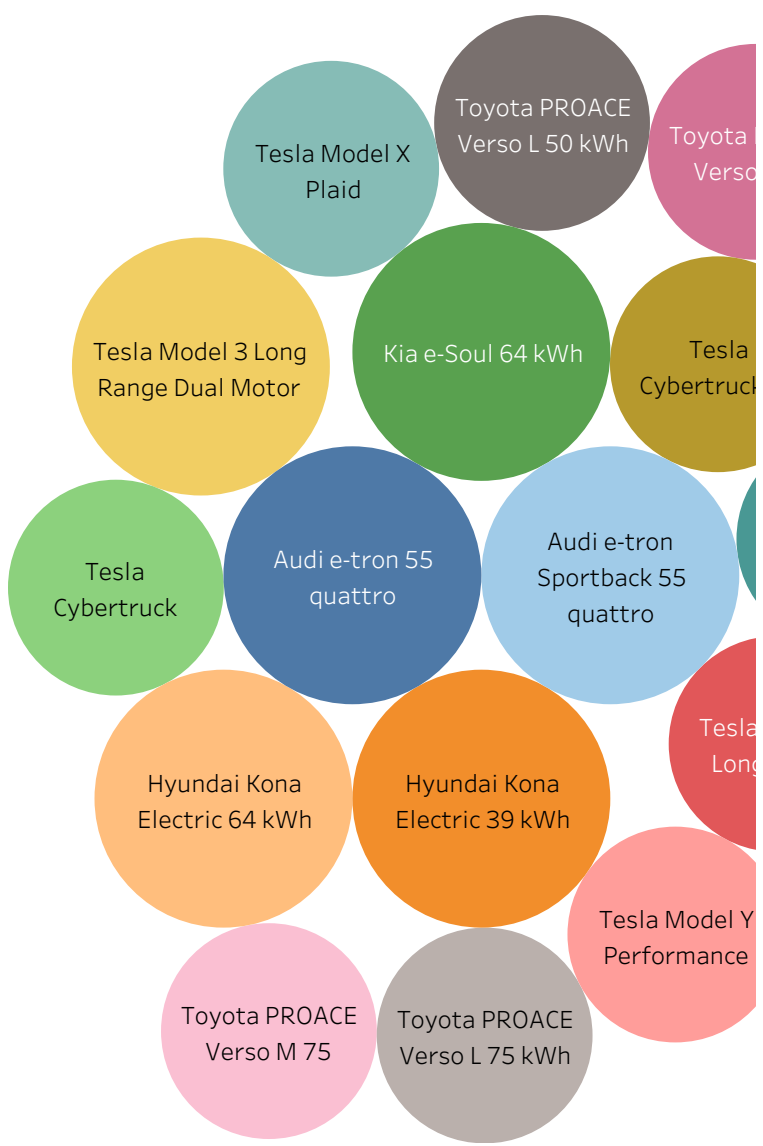 Toyota PROACE
Verso L 50 kWh
Toyota
Verso
Tesla Model X
Plaid
Tesla Model 3 Long
Range Dual Motor
Kia e-Soul 64 kWh
Tesla
Cybertruck
Tesla
Cybertruck
Audi e-tron 55
quattro
Audi e-tron
Sportback 55
quattro
Tesla
Long
Hyundai Kona
Electric 64 kWh
Hyundai Kona
Electric 39 kWh
Tesla Model Y
Performance
Toyota PROACE
Verso M 75
Toyota PROACE
Verso L 75 kWh